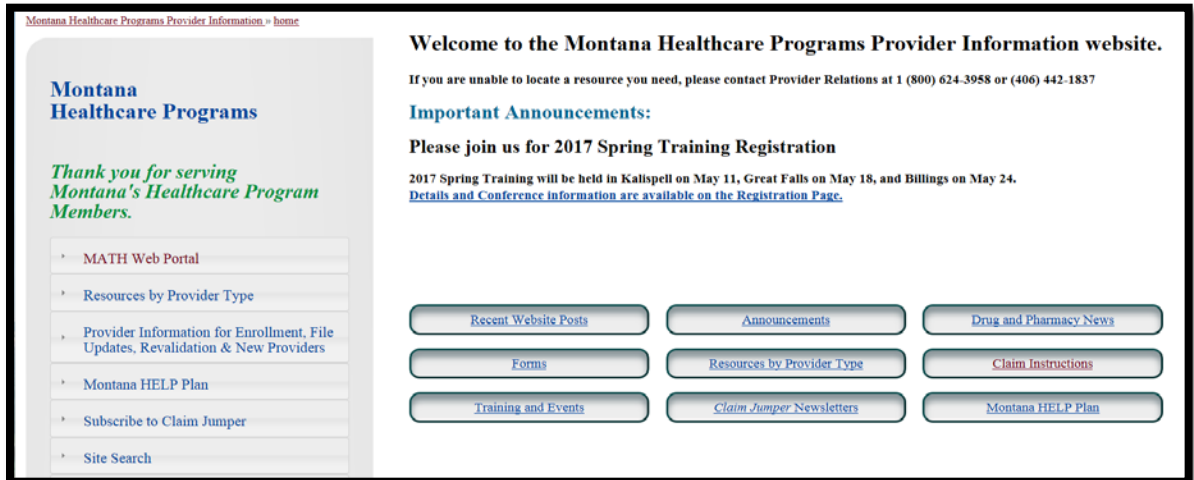 Montana Healthcare Programs Provider Information » home
Montana
Healthcare Programs
Thank you for serving
Montana's Healthcare Program
Members.
MATH Web Portal
Resources by Provider Type
Provider Information for Enrollment, File
Updates, Revalidation & New Providers
Montana HELP Plan
Subscribe to Claim Jumper
Site Search
Welcome to the Montana Healthcare Programs Provider Information website.
If you are unable to locate a resource you need, please contact Provider Relations at 1 (800) 624-3958 or (406) 442-1837
Important Announcements:
Please join us for 2017 Spring Training Registration
2017 Spring Training will be held in Kalispell on May 11, Great Falls on May 18, and Billings on May 24.
Details and Conference information are available on the Registration Page.
Recent Website Posts
Announcements
Drug and Pharmacy News
Forms
Resources by Provider Type
Claim Instructions
Training and Events
Claim Jumper Newsletters
Montana HELP Plan